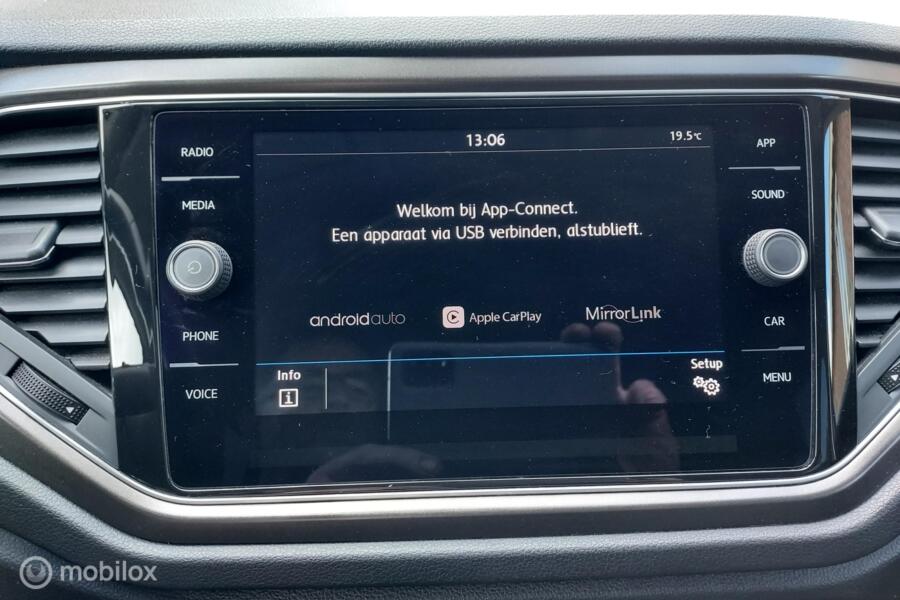 13:06
19.5°C
RADIO
MEDIA
PHONE
VOICE
APP
SOUND
CAR
MENU
Welkom bij App-Connect.
Een apparaat via USB verbinden, alstublieft.
androidauto
Apple CarPlay
MirrorLink
Info
i
Setup
mobilox